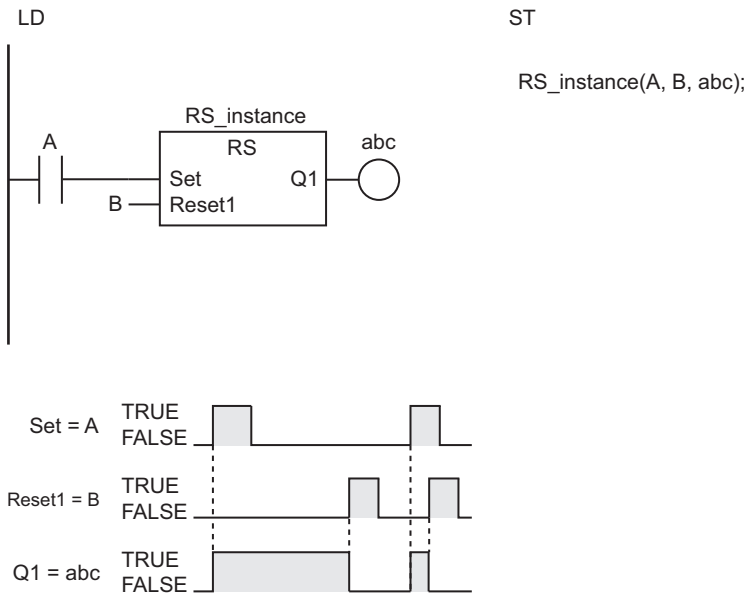 LD
ST
RS_instance(A, B, abc);
RS_instance
A
RS
abc
Set
Q1
B
Reset1
Set = A
TRUE
FALSE
Reset1 = B
TRUE
FALSE
Q1 = abc
TRUE
FALSE